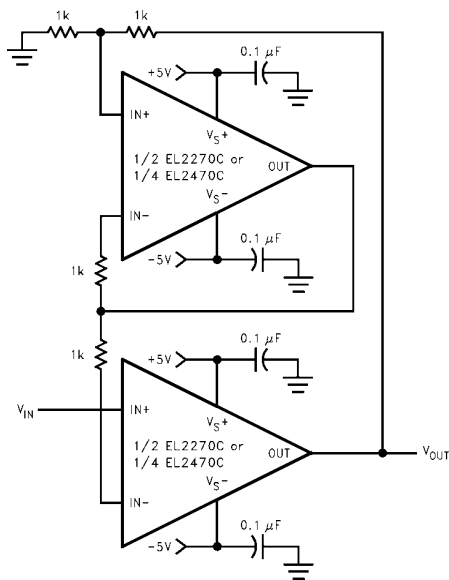 1k 1k
+5V 0.1 μF
IN+
VS+
1/2 EL2270C or
1/4 EL2470C
OUT
VS−
IN−
-5V 0.1 μF
1k
1k
+5V 0.1 μF
VIN IN+
VS+
1/2 EL2270C or
1/4 EL2470C
OUT VOUT
VS−
IN−
-5V 0.1 μF